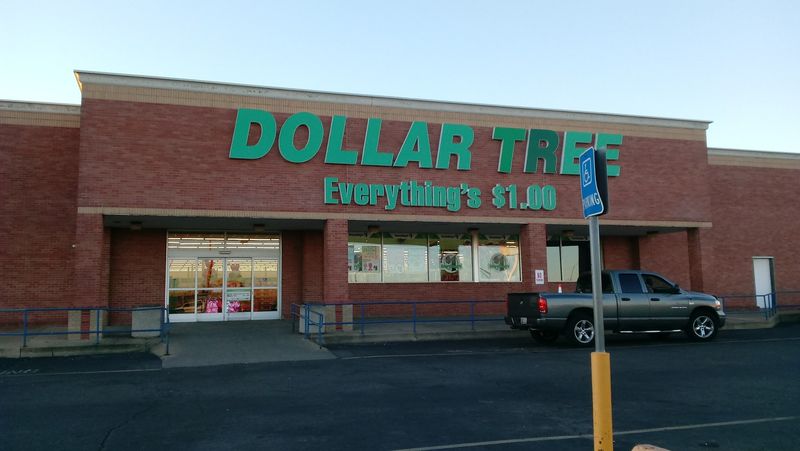 DOLLAR TREE
Everything's $1.00
PARKING